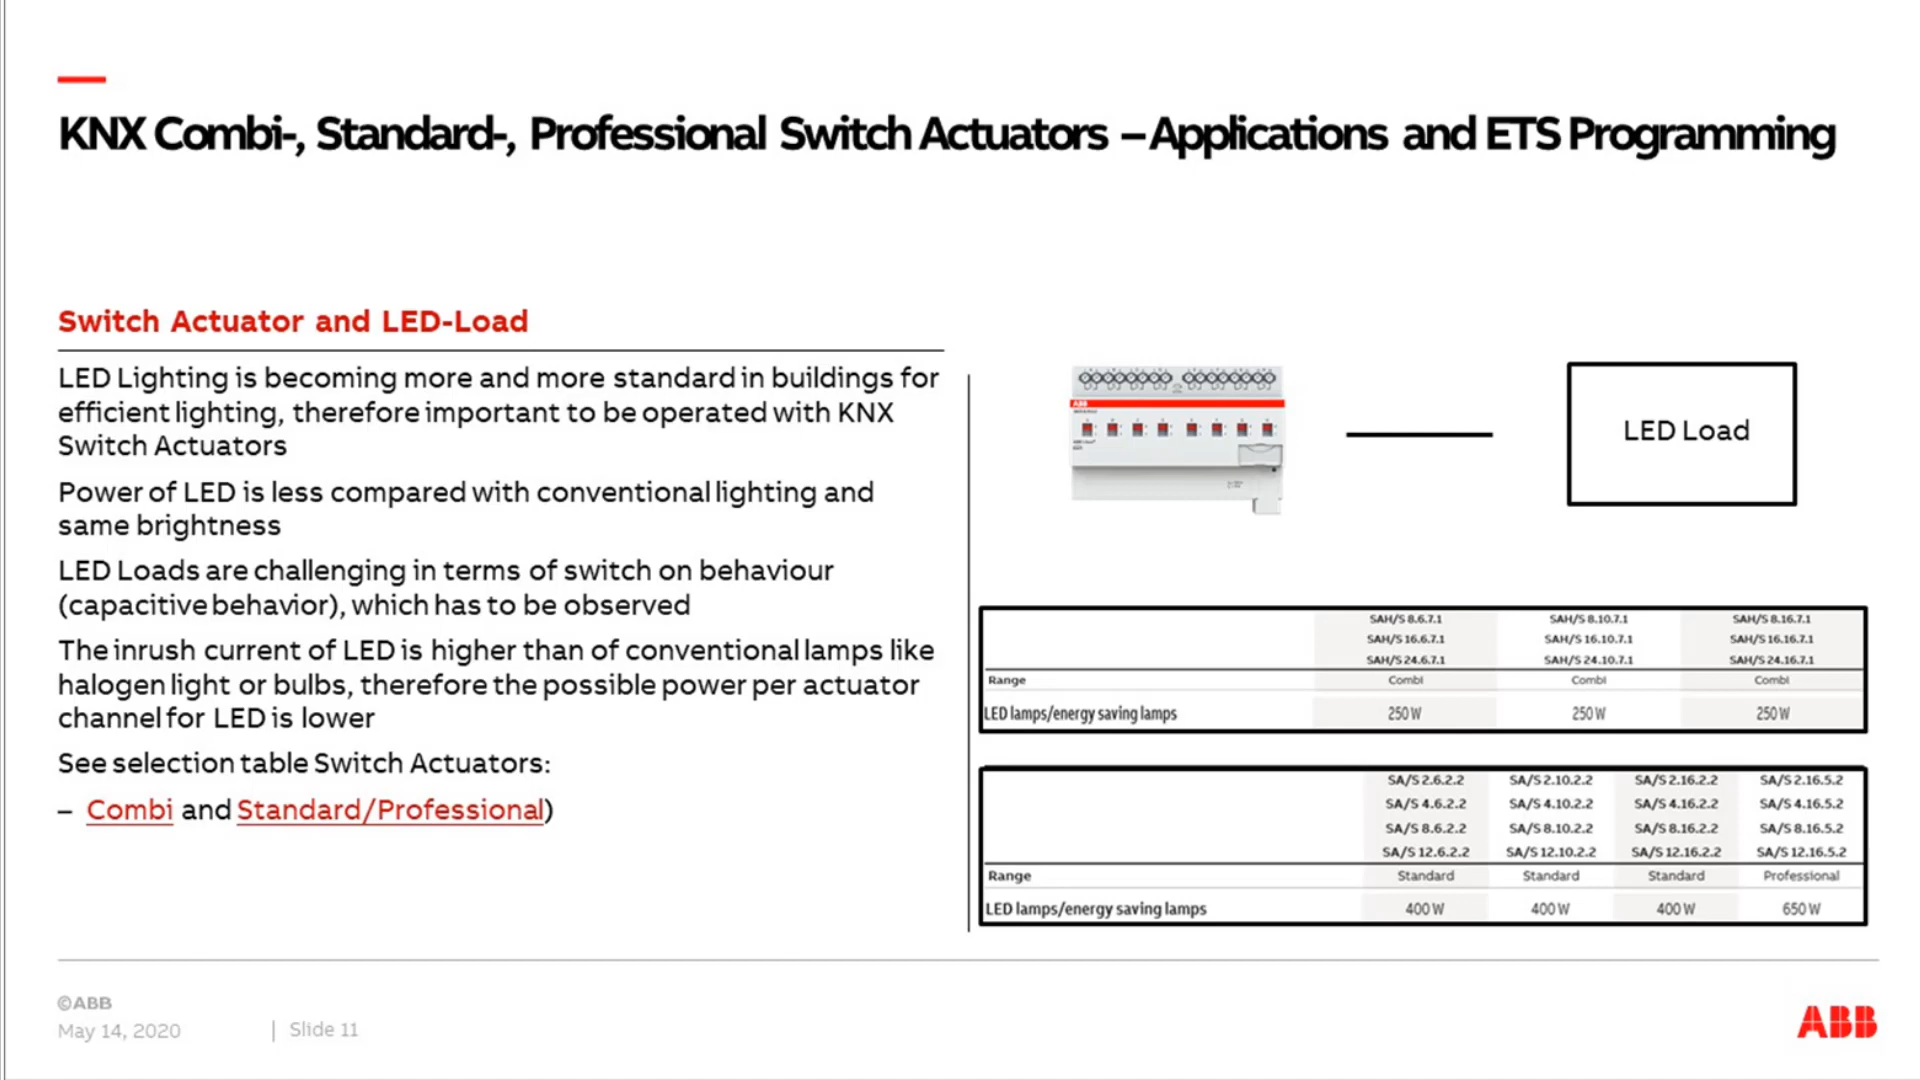 KNX Combi-, Standard-, Professional Switch Actuators – Applications and ETS Programming
Switch Actuator and LED-Load
LED Lighting is becoming more and more standard in buildings for
efficient lighting, therefore important to be operated with KNX
Switch Actuators
Power of LED is less compared with conventional lighting and
same brightness
LED Loads are challenging in terms of switch on behaviour
(capacitive behavior), which has to be observed
The inrush current of LED is higher than of conventional lamps like
halogen light or bulbs, therefore the possible power per actuator
channel for LED is lower
See selection table Switch Actuators:
– Combi and Standard/Professional)
ABB
LED Load
SAH/S 8.6.7.1 SAH/S 8.10.7.1 SAH/S 8.16.7.1
SAH/S 16.6.7.1 SAH/S 16.10.7.1 SAH/S 16.16.7.1
SAH/S 24.6.7.1 SAH/S 24.10.7.1 SAH/S 24.16.7.1
Range Combi Combi Combi
LED lamps/energy saving lamps 250 W 250 W 250 W
SA/S 2.6.2.2 SA/S 2.10.2.2 SA/S 2.16.2.2 SA/S 2.16.5.2
SA/S 4.6.2.2 SA/S 4.10.2.2 SA/S 4.16.2.2 SA/S 4.16.5.2
SA/S 8.6.2.2 SA/S 8.10.2.2 SA/S 8.16.2.2 SA/S 8.16.5.2
SA/S 12.6.2.2 SA/S 12.10.2.2 SA/S 12.16.2.2 SA/S 12.16.5.2
Range Standard Standard Standard Professional
LED lamps/energy saving lamps 400 W 400 W 400 W 650 W
©ABB
May 14, 2020 | Slide 11
ABB